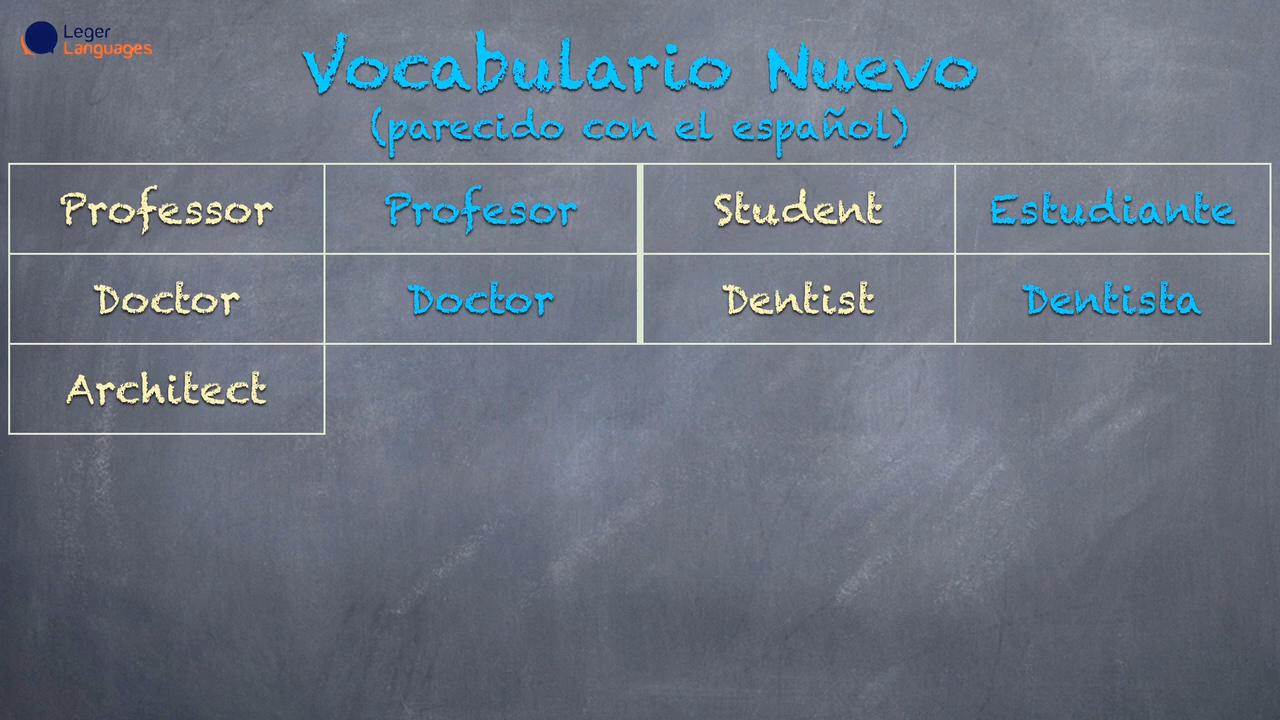 Leger
Languages
Vocabulario Nuevo
(parecido con el español)
Professor Profesor Student Estudiante
Doctor Doctor Dentist Dentista
Architect